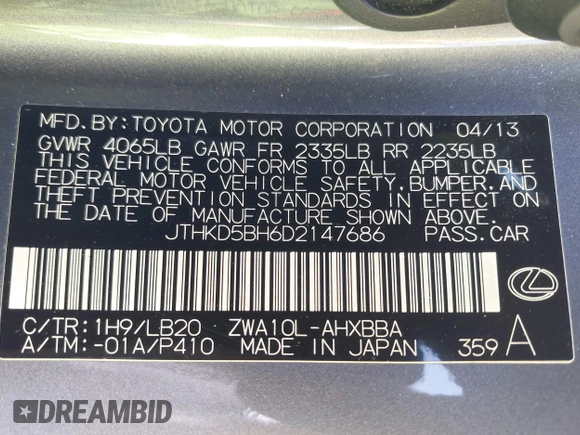 MFD.BY:TOYOTA MOTOR CORPORATION 04/13
GVWR 4065LB GAWR FR 2335LB RR 2235LB
THIS VEHICLE CONFORMS TO ALL APPLICABLE
FEDERAL MOTOR VEHICLE SAFETY,BUMPER,AND
THEFT PREVENTION STANDARDS IN EFFECT ON
THE DATE OF MANUFACTURE SHOWN ABOVE.
JTHKD5BH6D2147686 PASS.CAR
C/TR:1H9/LB20 ZWA10L-AHXBBA
A/TM:-01A/P410 MADE IN JAPAN 359 A
DREAMBID